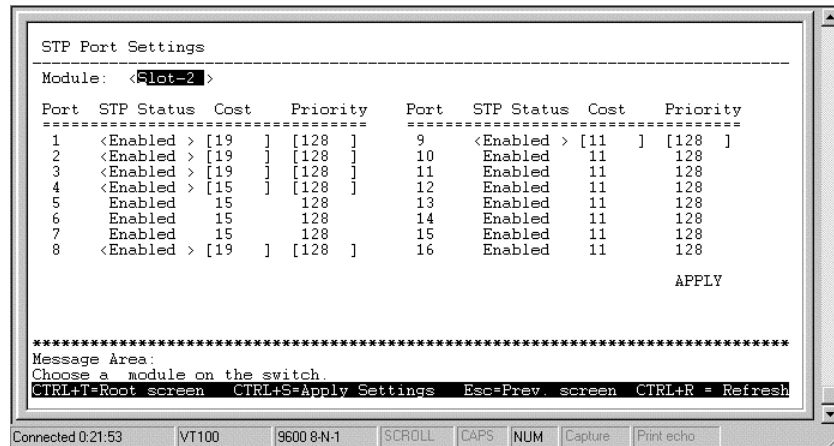 STP Port Settings
Module: <Slot-2 >
Port STP Status Cost Priority Port STP Status Cost Priority
1 <Enabled > [19 ] [128 ] 9 <Enabled > [11 ] [128 ]
2 <Enabled > [19 ] [128 ] 10 Enabled 11 128
3 <Enabled > [19 ] [128 ] 11 Enabled 11 128
4 <Enabled > [15 ] [128 ] 12 Enabled 11 128
5 Enabled 15 128 13 Enabled 11 128
6 Enabled 15 128 14 Enabled 11 128
7 Enabled 15 128 15 Enabled 11 128
8 <Enabled > [19 ] [128 ] 16 Enabled 11 128
APPLY
*******************************************************************************
Message Area:
Choose a module on the switch.
CTRL+T=Root screen CTRL+S=Apply Settings Esc=Prev. screen CTRL+R = Refresh
Connected 0:21:53 VT100 9600 8-N-1 SCROLL CAPS NUM Capture Print echo